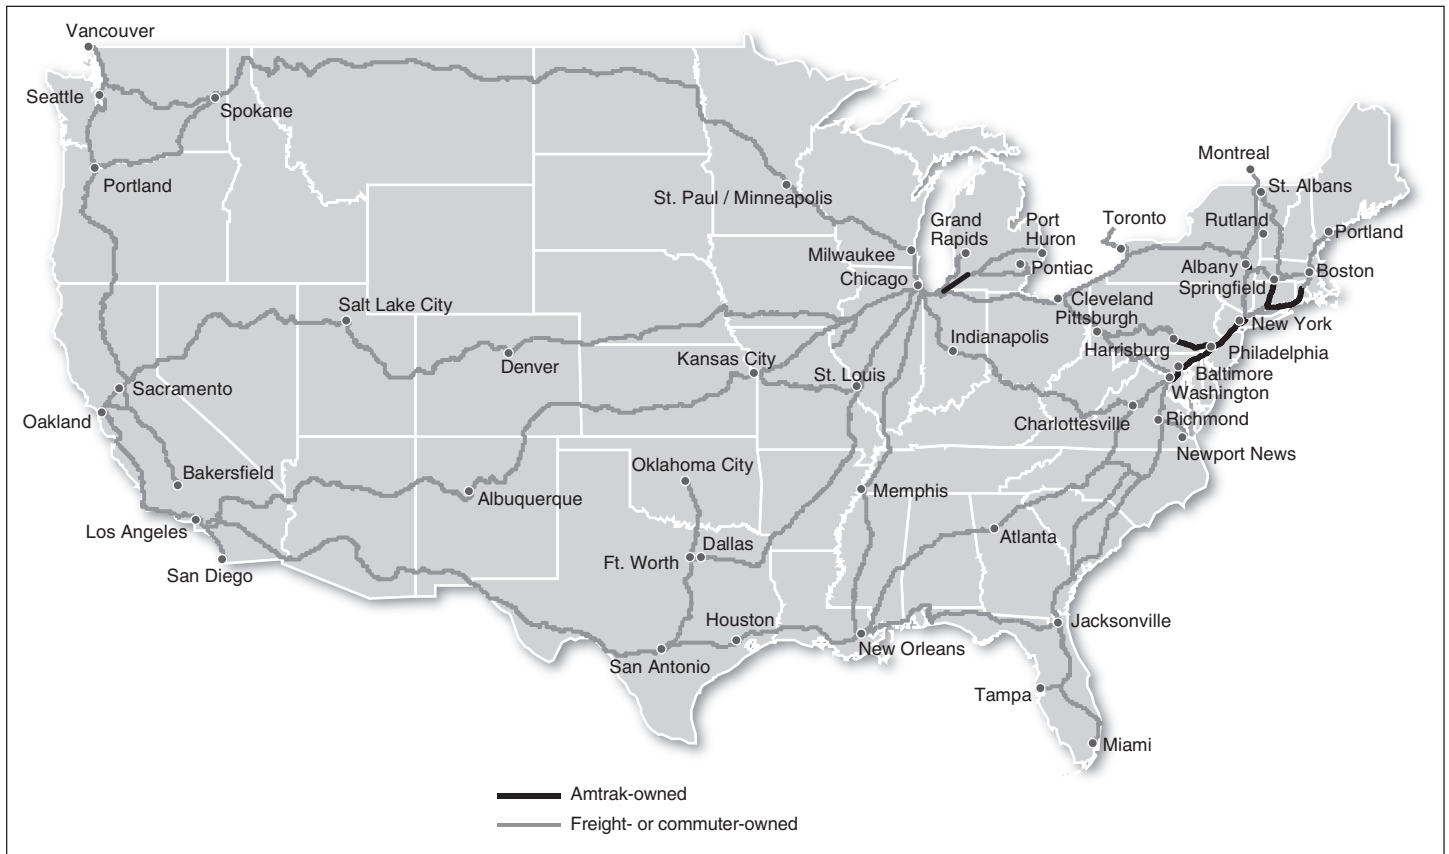 Vancouver
Seattle
Spokane
Portland
St. Paul / Minneapolis
Milwaukee
Chicago
Grand
Rapids
Port
Huron
Pontiac
Toronto
Montreal
St. Albans
Rutland
Portland
Albany
Springfield
Boston
Cleveland
Pittsburgh
New York
Harrisburg
Philadelphia
Baltimore
Washington
Salt Lake City
Denver
Kansas City
St. Louis
Indianapolis
Sacramento
Oakland
Charlottesville
Richmond
Newport News
Bakersfield
Oklahoma City
Albuquerque
Memphis
Los Angeles
San Diego
Ft. Worth
Dallas
Atlanta
Houston
San Antonio
New Orleans
Jacksonville
Tampa
Miami
Amtrak-owned
Freight- or commuter-owned